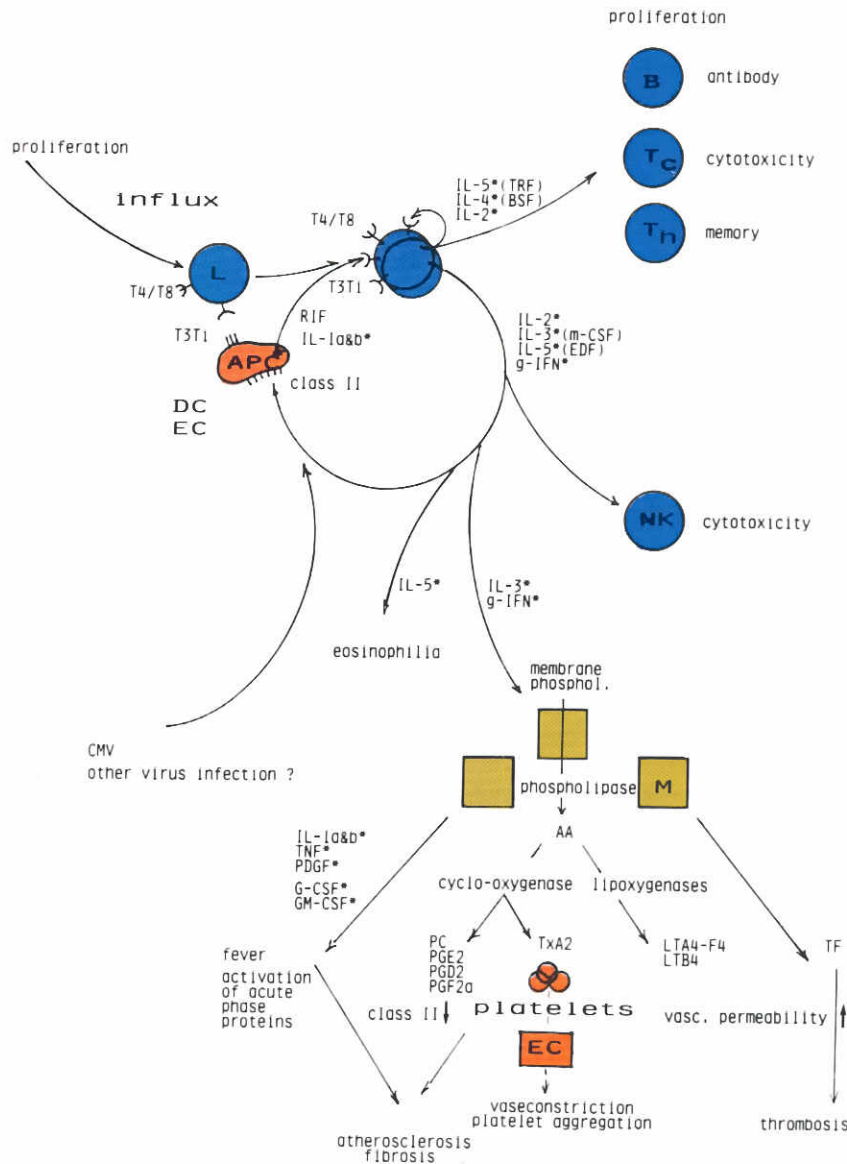 proliferation
B
antibody
proliferation
Tc
cytotoxicity
influx
IL-5*(TRF)
IL-4*(BSF)
IL-2*
T4/T8
Th
memory
L
T4/T8
T3Ti
T3Ti
RIF
IL-1a&b*
APC
class II
IL-2*
IL-3*(m-CSF)
IL-5*(EDF)
g-IFN*
DC
EC
NK
cytotoxicity
IL-5*
IL-3*
g-IFN*
eosinophilia
membrane
phosphol.
CMV
other virus infection ?
phospholipase
M
AA
IL-1a&b*
TNF*
PDGF*
G-CSF*
GM-CSF*
cyclo-oxygenase
lipoxygenases
PC
PGE2
PGD2
PGF2a
TxA2
LTA4-F4
LTB4
TF
fever
activation
of acute
phase
proteins
class II
platelets
vasc. permeability
EC
vaseconstriction
platelet aggregation
thrombosis
atherosclerosis
fibrosis